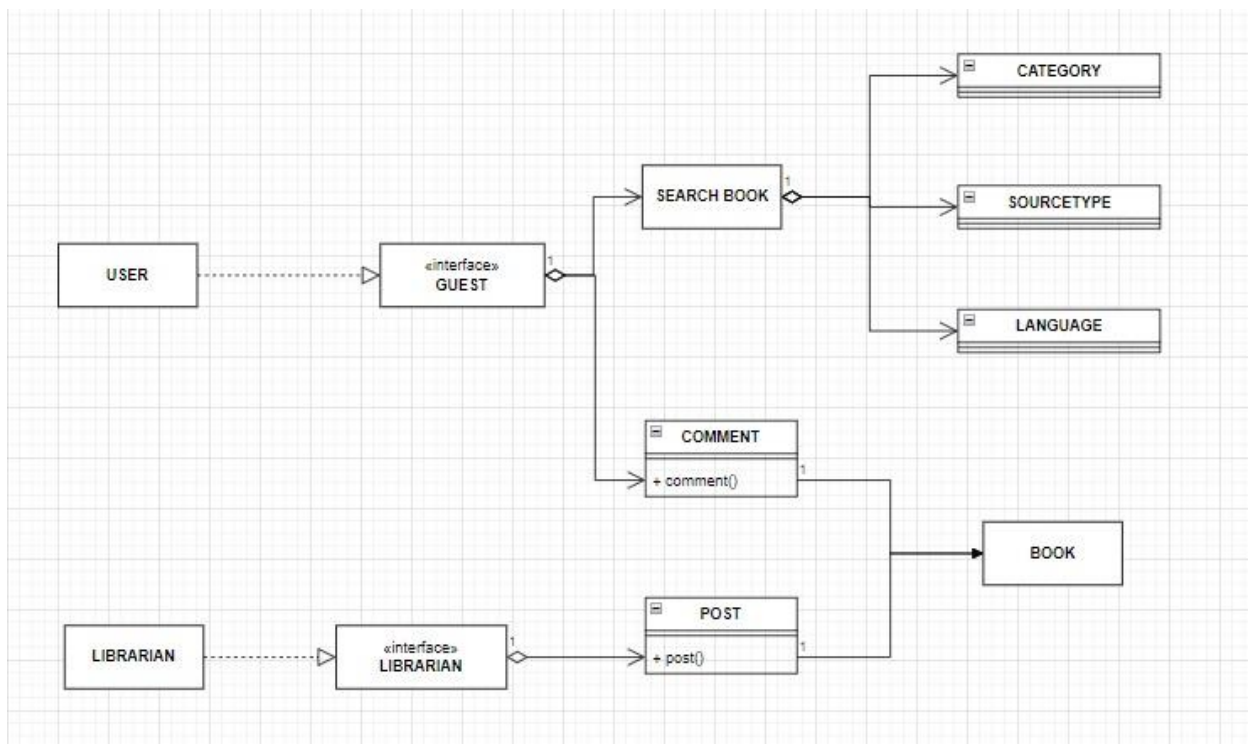 CATEGORY
1
SEARCH BOOK
SOURCETYPE
USER
«interface»
GUEST
1
LANGUAGE
COMMENT
+ comment()
1
BOOK
POST
+ post()
1
LIBRARIAN
«interface»
LIBRARIAN
1